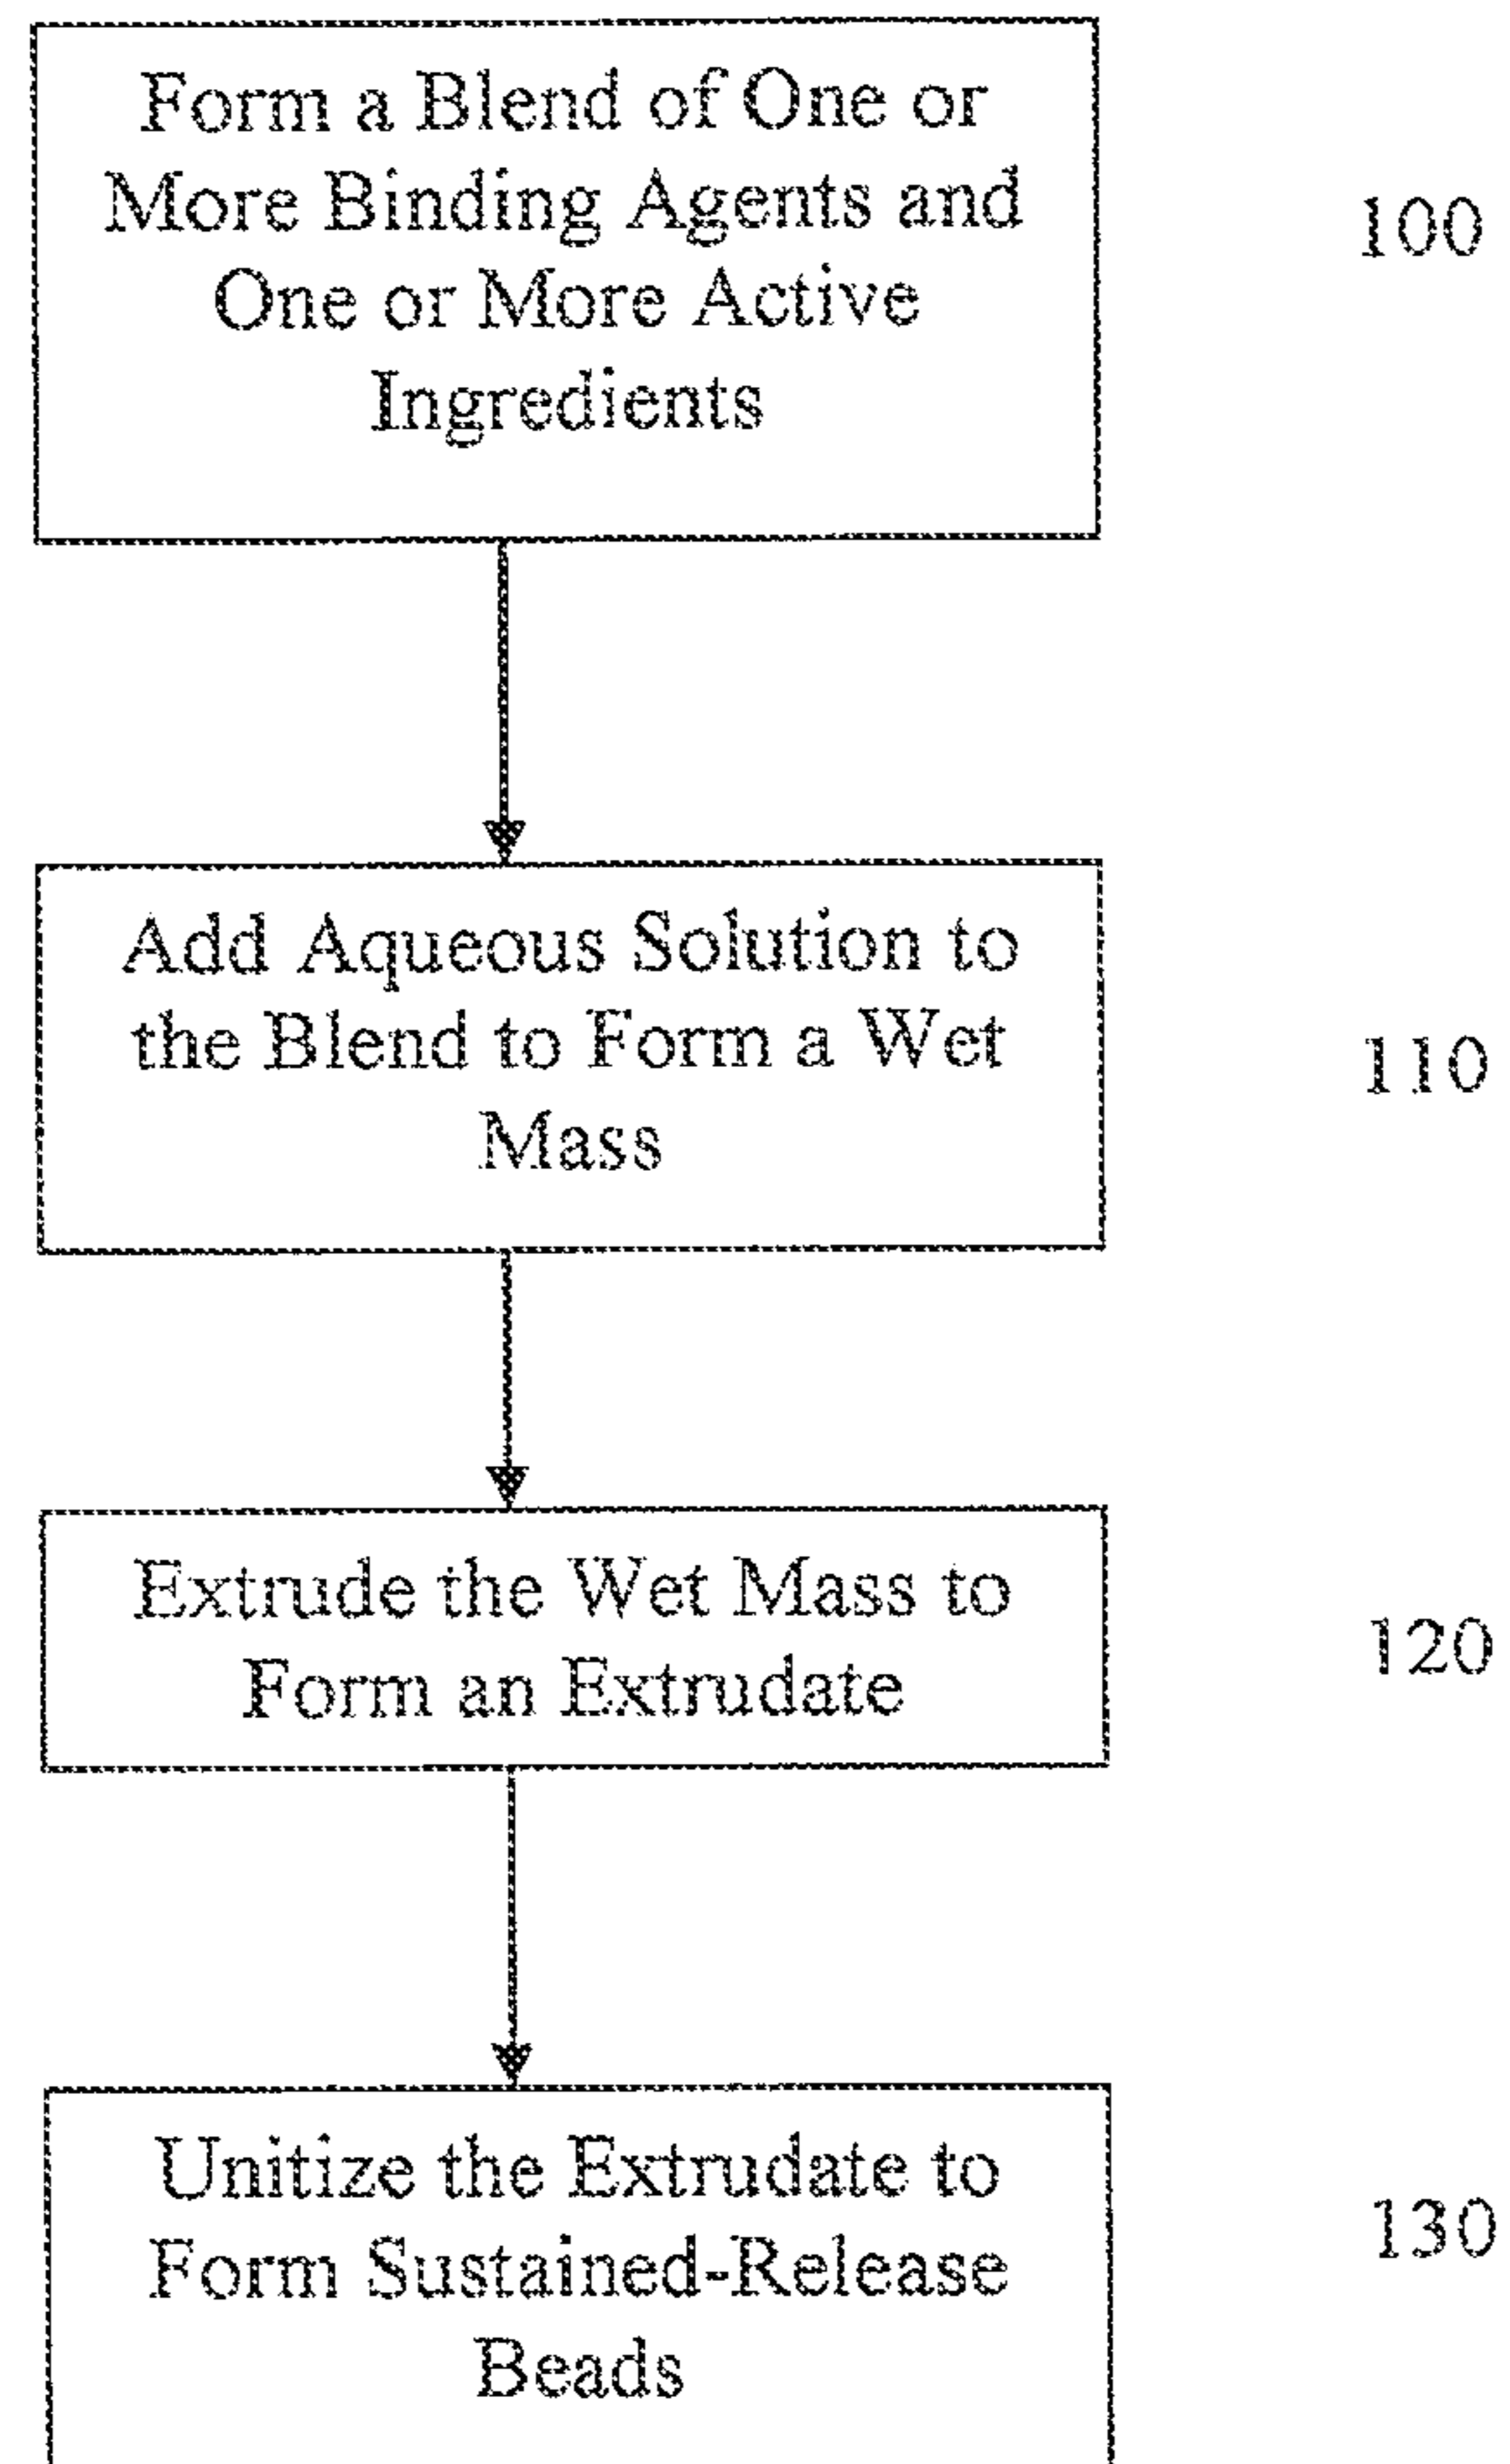 Form a Blend of One or
More Binding Agents and
One or More Active
Ingredients
100
Add Aqueous Solution to
the Blend to Form a Wet
Mass
110
Extrude the Wet Mass to
Form an Extrudate
120
Unitize the Extrudate to
Form Sustained-Release
Beads
130